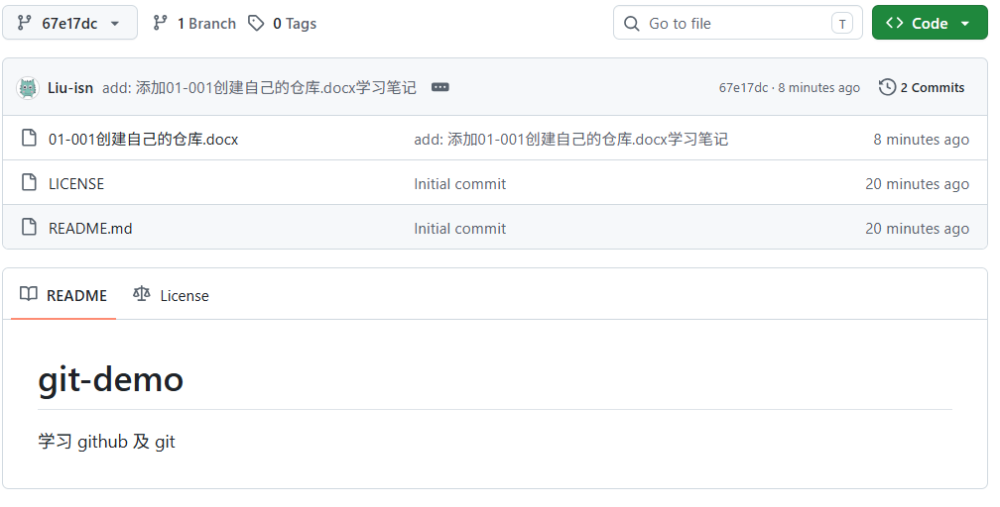 67e17dc 1 Branch 0 Tags Go to file T Code
Liu-isn add: 添加01-001创建自己的仓库.docx学习笔记 67e17dc · 8 minutes ago 2 Commits
01-001创建自己的仓库.docx add: 添加01-001创建自己的仓库.docx学习笔记 8 minutes ago
LICENSE Initial commit 20 minutes ago
README.md Initial commit 20 minutes ago
README License
git-demo
学习 github 及 git